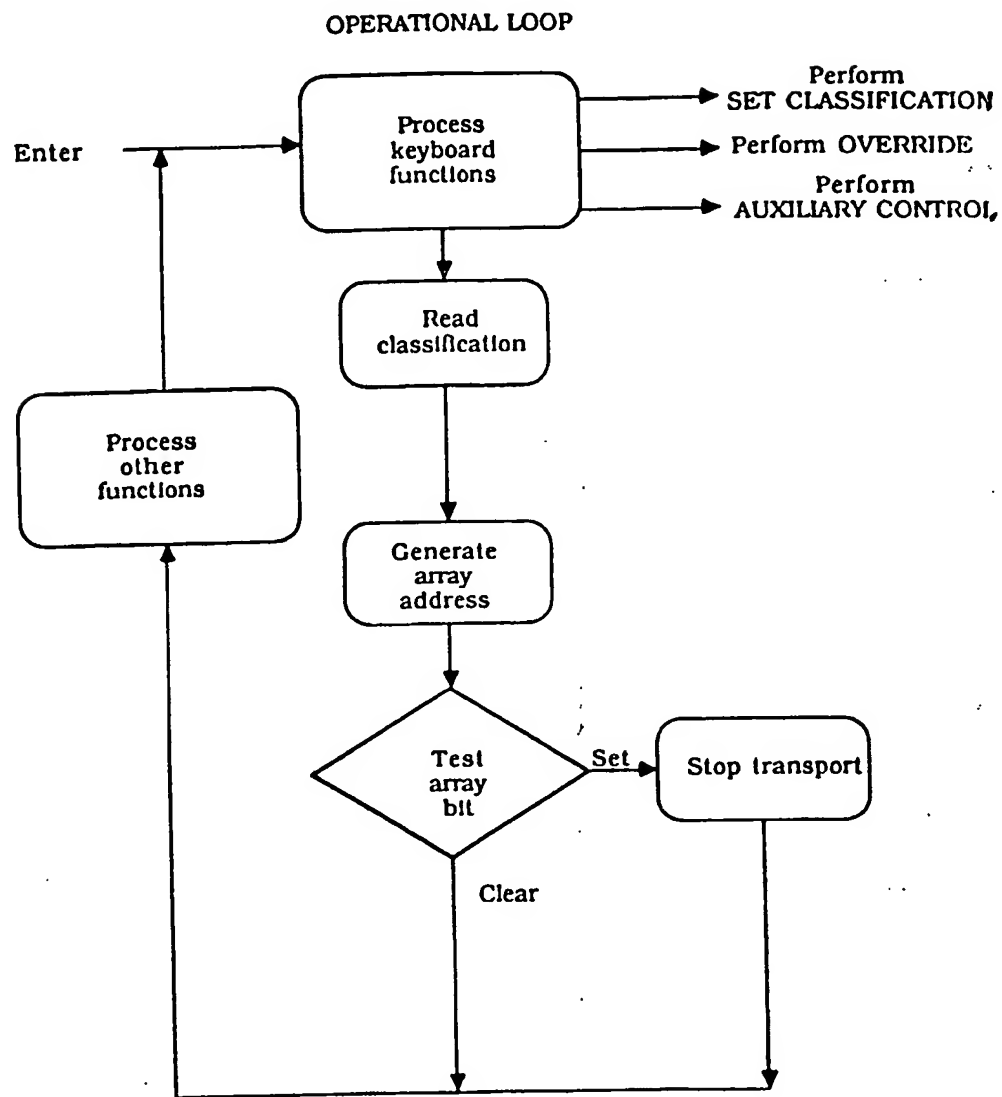 OPERATIONAL LOOP
Perform
SET CLASSIFICATION
Process
keyboard
functions
Enter
Perform OVERRIDE
Perform
AUXILIARY CONTROL
Read
classification
Process
other
functions
Generate
array
address
Test
array
bit
Set
Stop transport
Clear